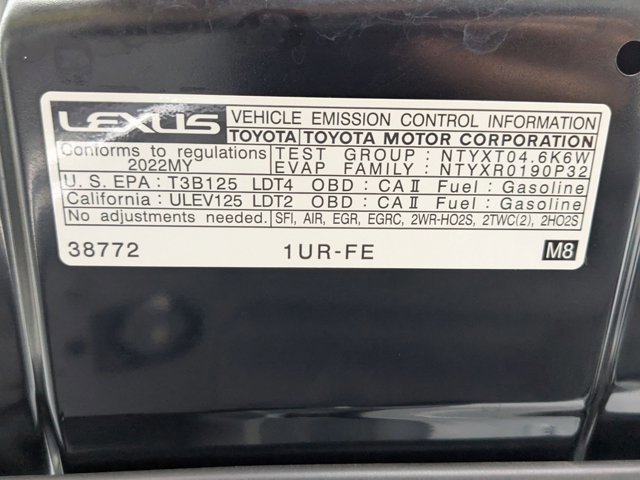 LEXUS VEHICLE EMISSION CONTROL INFORMATION
TOYOTA TOYOTA MOTOR CORPORATION
Conforms to regulations TEST GROUP : NTYXT04.6K6W
2022MY EVAP FAMILY : NTYXR0190P32
U. S. EPA : T3B125 LDT4 OBD : CA II Fuel : Gasoline
California : ULEV125 LDT2 OBD : CA II Fuel : Gasoline
No adjustments needed. SFI, AIR, EGR, EGRC, 2WR-HO2S, 2TWC(2), 2HO2S
38772 1UR-FE M8